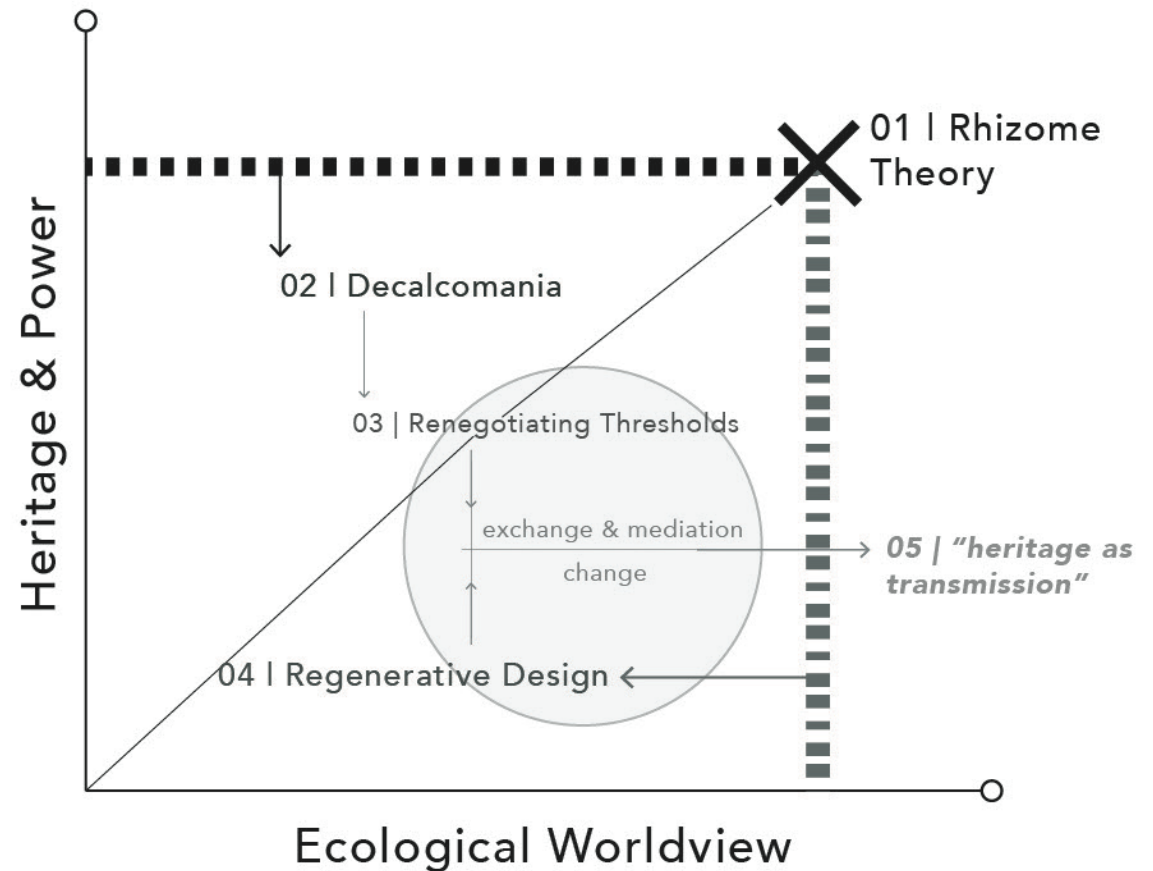 01 | Rhizome
Theory
02 | Decalcomania
03 | Renegotiating Thresholds
exchange & mediation
change
05 | “heritage as
transmission”
04 | Regenerative Design
Heritage & Power
Ecological Worldview